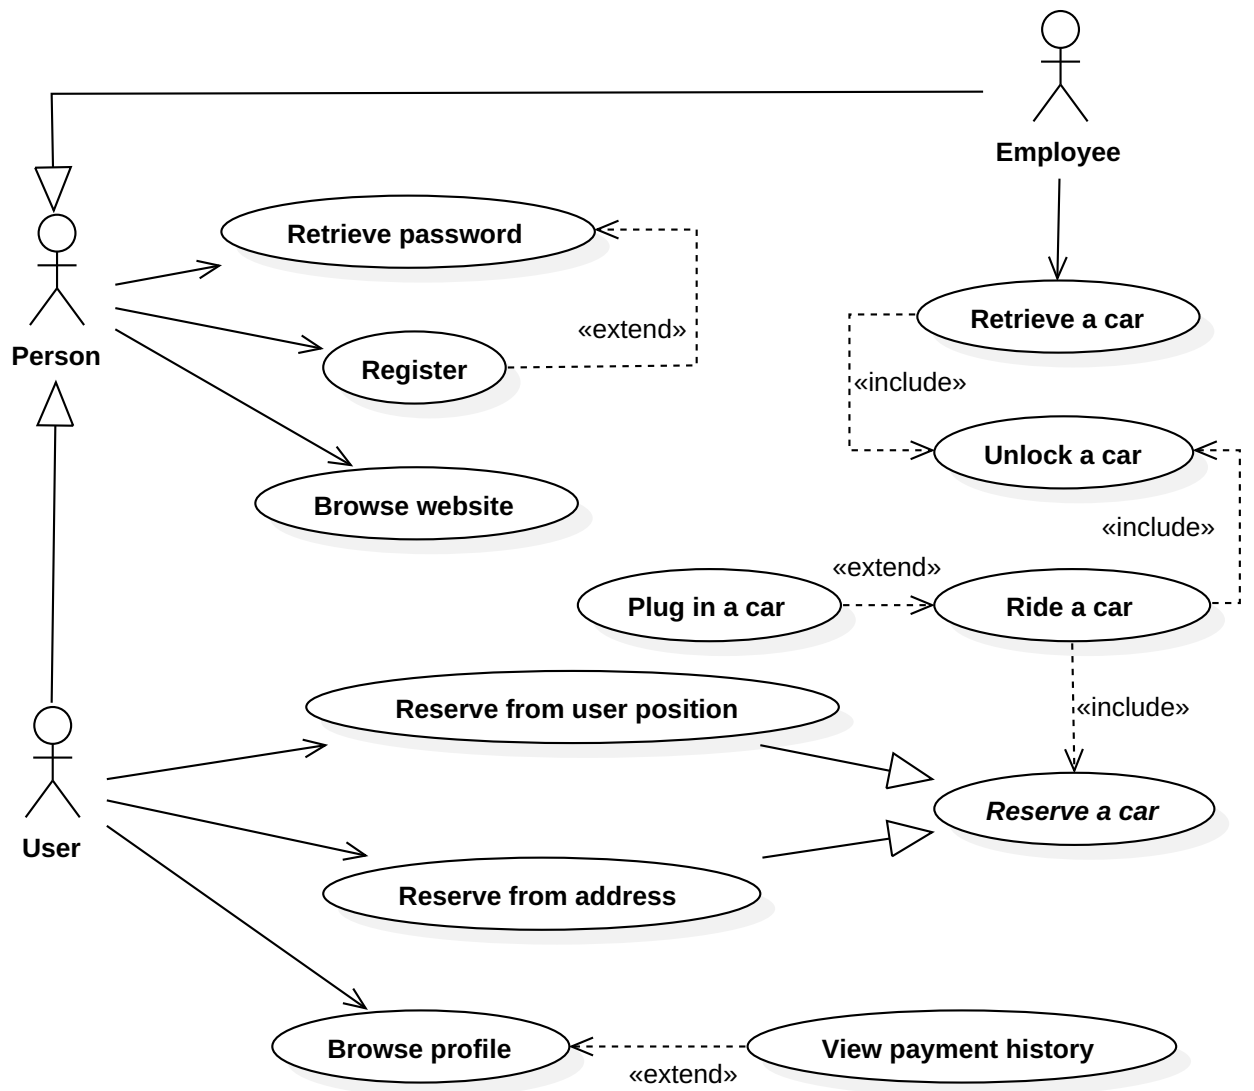 Employee
Retrieve password
Retrieve a car
«extend»
Person
Register
«include»
Unlock a car
Browse website
«include»
«extend»
Plug in a car
Ride a car
Reserve from user position
«include»
Reserve a car
User
Reserve from address
Browse profile
View payment history
«extend»